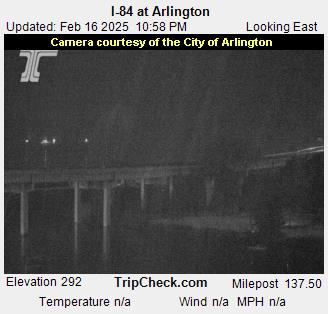 I-84 at Arlington
Updated: Feb 16 2025 10:58 PM Looking East
Camera courtesy of the City of Arlington
Elevation 292 TripCheck.com Milepost 137.50
Temperature n/a Wind n/a MPH n/a